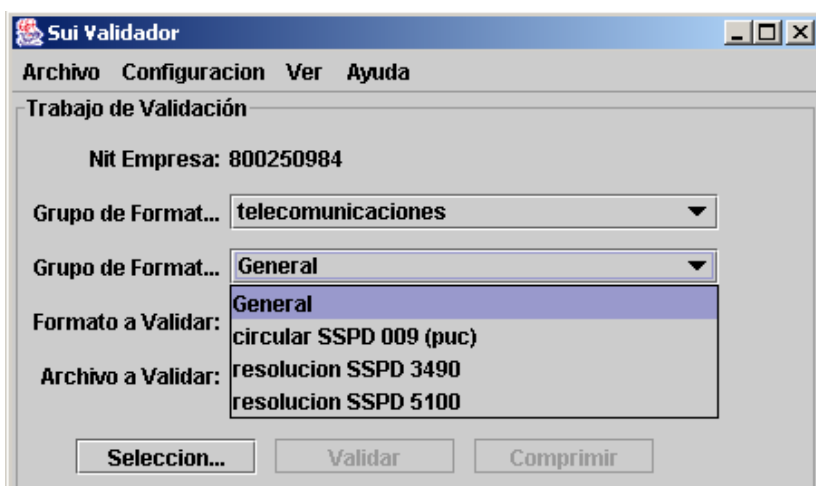 Sui Validador
Archivo Configuracion Ver Ayuda
Trabajo de Validación
Nit Empresa: 800250984
Grupo de Format... telecomunicaciones
Grupo de Format... General
General
Formato a Validar:
circular SSPD 009 (puc)
Archivo a Validar: resolucion SSPD 3490
resolucion SSPD 5100
Seleccion... Validar Comprimir